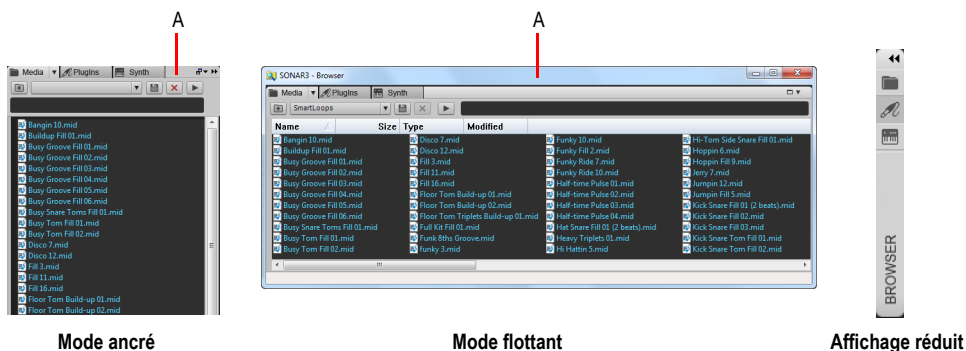 A
A
Media PlugIns Synth
Bangin 10.mid
Buildup Fill 01.mid
Busy Groove Fill 01.mid
Busy Groove Fill 02.mid
Busy Groove Fill 03.mid
Busy Groove Fill 04.mid
Busy Groove Fill 05.mid
Busy Groove Fill 06.mid
Busy Snare Toms Fill 01.mid
Busy Tom Fill 01.mid
Busy Tom Fill 02.mid
Disco 7.mid
Disco 12.mid
Fill 3.mid
Fill 11.mid
Fill 16.mid
Floor Tom Build-up 01.mid
Floor Tom Build-up 02.mid
SONAR3 - Browser
Media PlugIns Synth
SmartLoops
Name Size Type Modified
Bangin 10.mid
Buildup Fill 01.mid
Busy Groove Fill 01.mid
Busy Groove Fill 02.mid
Busy Groove Fill 03.mid
Busy Groove Fill 04.mid
Busy Groove Fill 05.mid
Busy Groove Fill 06.mid
Busy Snare Toms Fill 01.mid
Busy Tom Fill 01.mid
Busy Tom Fill 02.mid
Disco 7.mid
Disco 12.mid
Fill 3.mid
Fill 11.mid
Fill 16.mid
Floor Tom Build-up 01.mid
Floor Tom Build-up 02.mid
Floor Tom Triplets Build-up 01.mid
Full Kit Fill 01.mid
Funk 8ths Groove.mid
funky 3.mid
Funky 10.mid
Funky Fill 2.mid
Funky Ride 7.mid
Funky Ride 10.mid
Half-time Pulse 01.mid
Half-time Pulse 02.mid
Half-time Pulse 03.mid
Half-time Pulse 04.mid
Hat Snare Fill 01 (2 beats).mid
Heavy Triplets 01.mid
Hi Hattin 5.mid
Hi-Tom Side Snare Fill 01.mid
Hoppin 6.mid
Hoppin Fill 9.mid
Jerry 7.mid
Jumpin 12.mid
Jumpin Fill 5.mid
Kick Snare Fill 01 (2 beats).mid
Kick Snare Fill 02.mid
Kick Snare Fill 03.mid
Kick Snare Tom Fill 01.mid
Kick Snare Tom Fill 02.mid
BROWSER
Mode ancré
Mode flottant
Affichage réduit